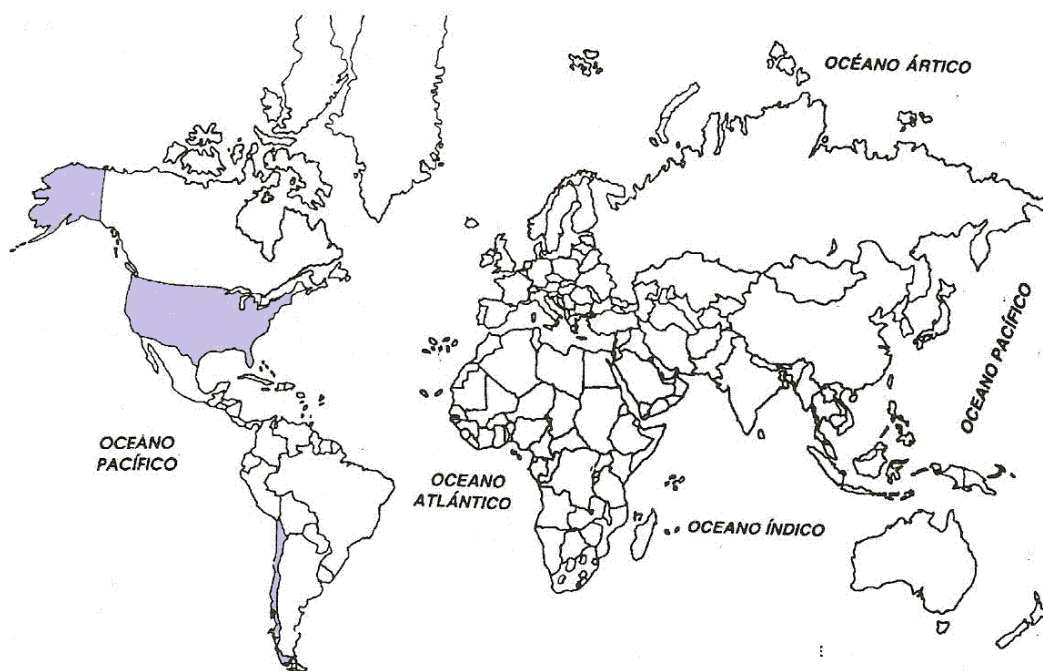 OCÉANO ÁRTICO
OCEANO PACÍFICO
OCEANO
PACÍFICO
OCEANO
ATLÁNTICO
OCEANO ÍNDICO